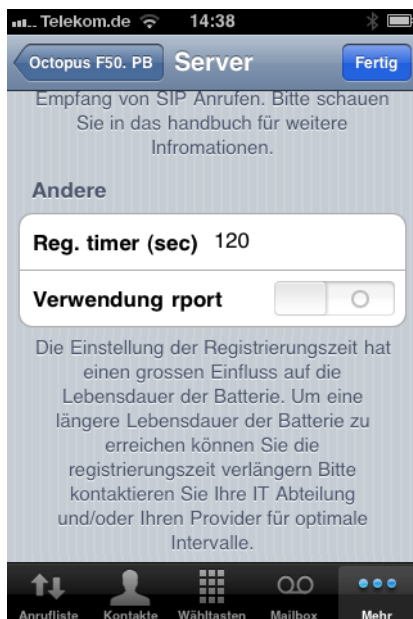 Telekom.de 14:38
Octopus F50. PB Server Fertig
Empfang von SIP Anrufen. Bitte schauen
Sie in das handbuch für weitere
Infromationen.
Andere
Reg. timer (sec) 120
Verwendung rport
Die Einstellung der Registrierungszeit hat
einen grossen Einfluss auf die
Lebensdauer der Batterie. Um eine
längere Lebensdauer der Batterie zu
erreichen können Sie die
registrierungszeit verlängern Bitte
kontaktieren Sie Ihre IT Abteilung
und/oder Ihren Provider für optimale
Intervalle.
Anrufliste Kontakte Wähltasten Mailbox Mehr